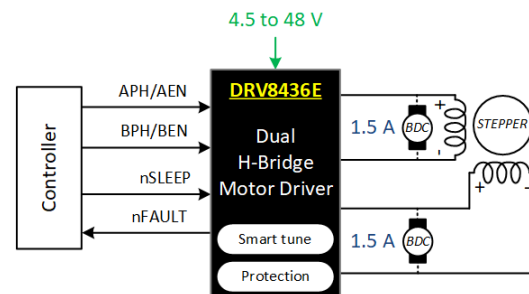 4.5 to 48 V
Controller
APH/AEN
BPH/BEN
nSLEEP
nFAULT
DRV8436E
Dual
H-Bridge
Motor Driver
Smart tune
Protection
1.5 A
BDC
+
-
STEPPER
+
-
1.5 A
BDC